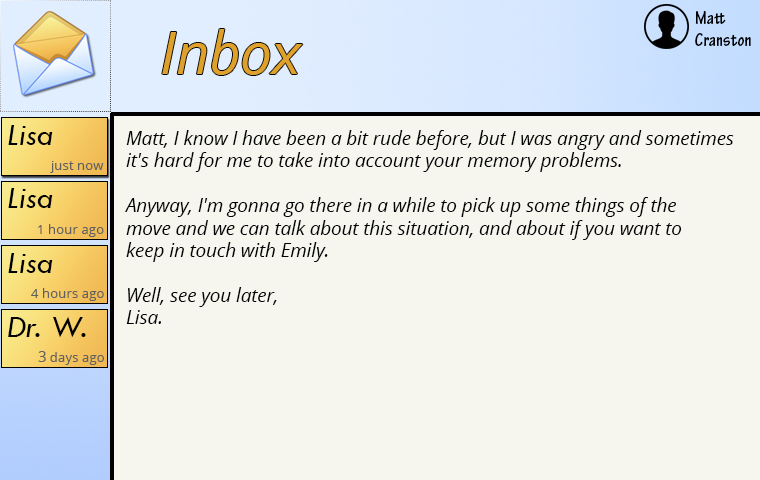 Inbox
Matt
Cranston
Lisa
just now
Lisa
1 hour ago
Lisa
4 hours ago
Dr. W.
3 days ago
Matt, I know I have been a bit rude before, but I was angry and sometimes
it's hard for me to take into account your memory problems.
Anyway, I'm gonna go there in a while to pick up some things of the
move and we can talk about this situation, and about if you want to
keep in touch with Emily.
Well, see you later,
Lisa.